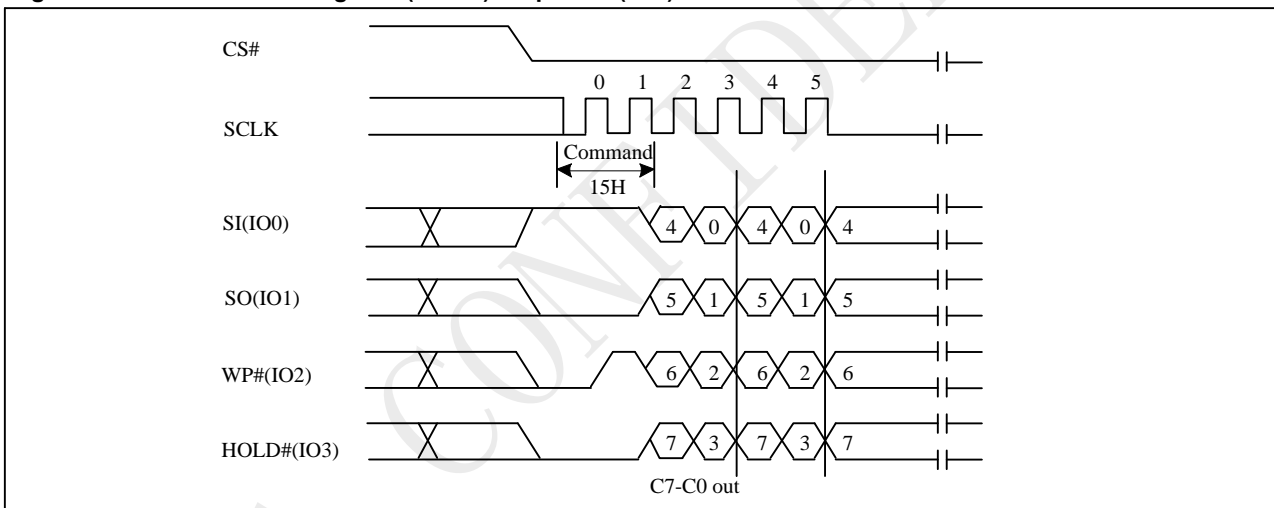 CS#
0 1 2 3 4 5
SCLK
Command
15H
SI(IO0)
4 0 4 0 4
SO(IO1)
5 1 5 1 5
WP#(IO2)
6 2 6 2 6
HOLD#(IO3)
7 3 7 3 7
C7-C0 out